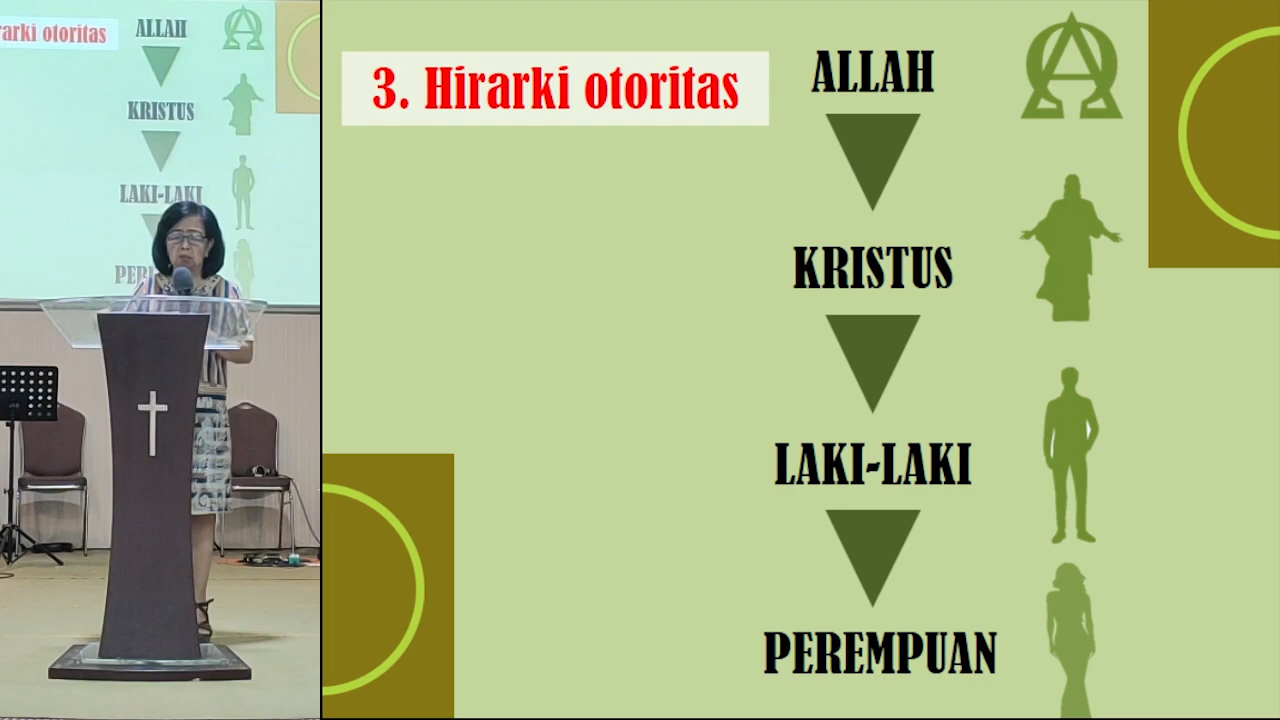 rarki otoritas
ALLAH
KRISTUS
LAKI-LAKI
3. Hirarki otoritas
ALLAH
KRISTUS
LAKI-LAKI
PEREMPUAN